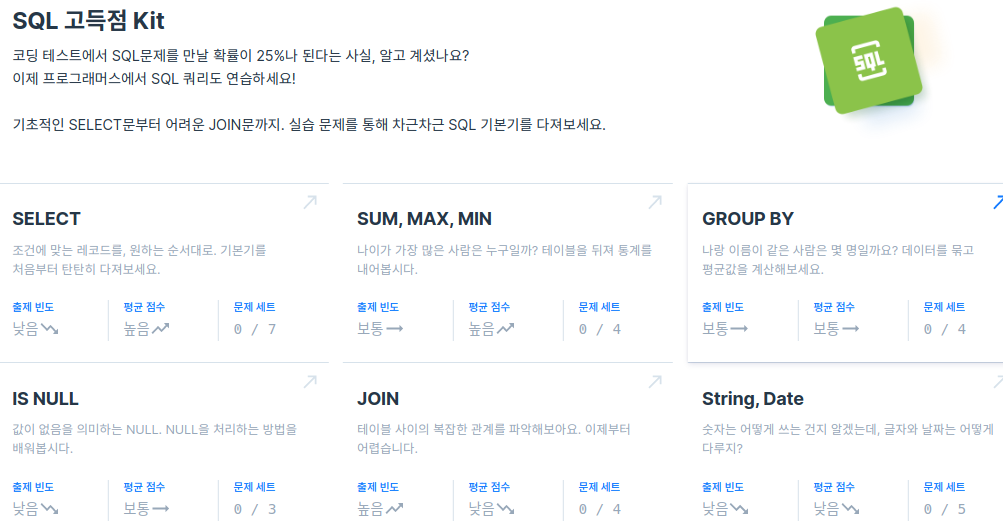 SQL 고득점 Kit
코딩 테스트에서 SQL문제를 만날 확률이 25%나 된다는 사실, 알고 계셨나요?
이제 프로그래머스에서 SQL 쿼리도 연습하세요!
기초적인 SELECT문부터 어려운 JOIN문까지. 실습 문제를 통해 차근차근 SQL 기본기를 다져보세요.
SQL
SELECT
조건에 맞는 레코드를, 원하는 순서대로. 기본기를
처음부터 탄탄히 다져보세요.
출제 빈도 평균 점수 문제 세트
낮음 높음 0 / 7
SUM, MAX, MIN
나이가 가장 많은 사람은 누구일까? 테이블을 뒤져 통계를
내어봅시다.
출제 빈도 평균 점수 문제 세트
보통 높음 0 / 4
GROUP BY
나랑 이름이 같은 사람은 몇 명일까요? 데이터를 묶고
평균값을 계산해보세요.
출제 빈도 평균 점수 문제 세트
보통 보통 0 / 4
IS NULL
값이 없음을 의미하는 NULL. NULL을 처리하는 방법을
배워봅시다.
출제 빈도 평균 점수 문제 세트
낮음 보통 0 / 3
JOIN
테이블 사이의 복잡한 관계를 파악해보아요. 이제부터
어렵습니다.
출제 빈도 평균 점수 문제 세트
높음 낮음 0 / 4
String, Date
숫자는 어떻게 쓰는 건지 알겠는데, 글자와 날짜는 어떻게
다루지?
출제 빈도 평균 점수 문제 세트
낮음 낮음 0 / 5